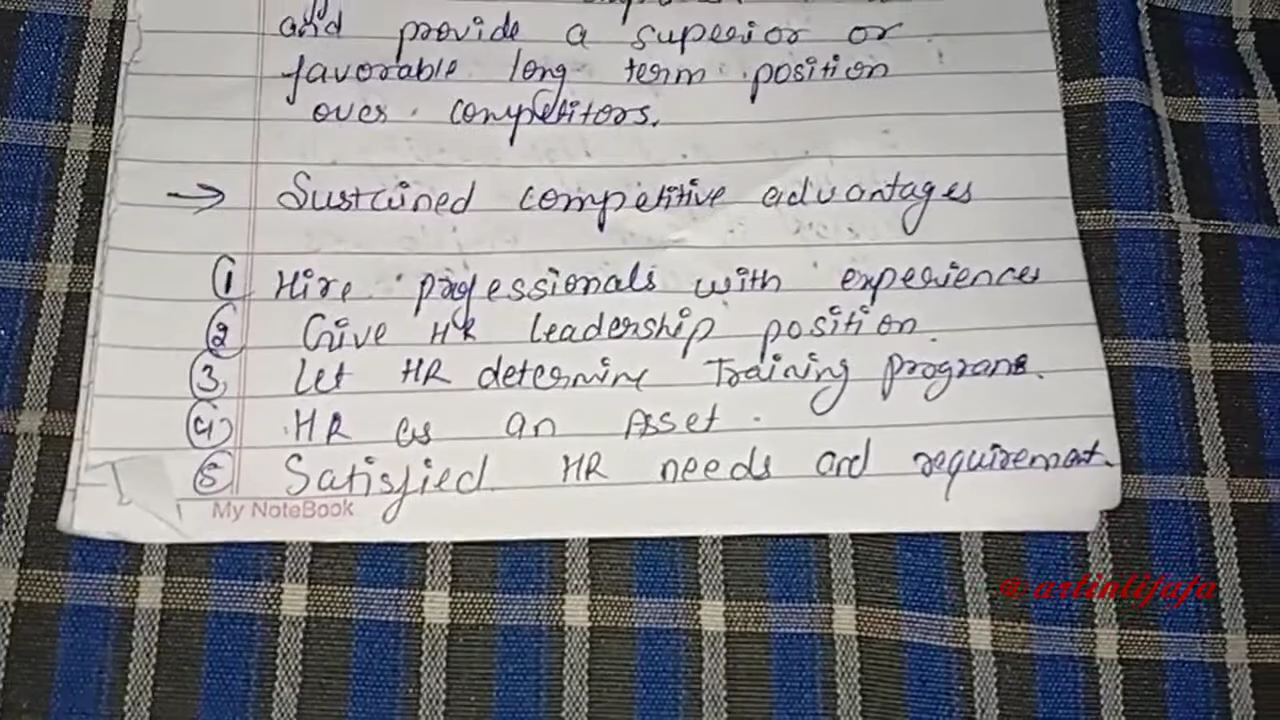 and provide a superior or
favorable long term position
over competitors.
→ Sustained competitive advantages
① Hire professionals with experiences
② Give HR leadership position.
③ Let HR determine Training programs.
④ HR as an Asset.
⑤ Satisfied HR needs and requirement.
My NoteBook
@artintifafa